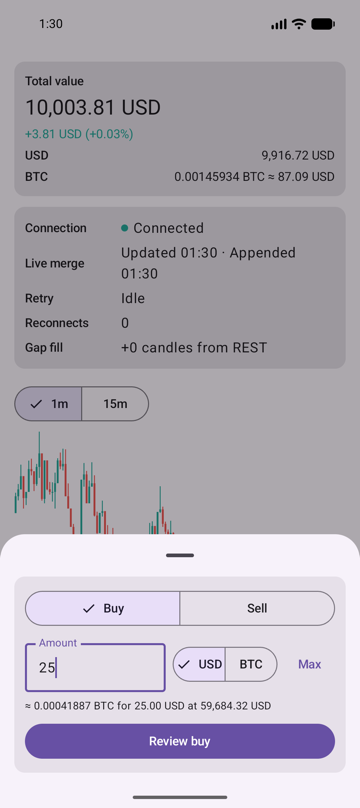 1:30
Total value
10,003.81 USD
+3.81 USD (+0.03%)
USD 9,916.72 USD
BTC 0.00145934 BTC ≈ 87.09 USD
Connection Connected
Live merge Updated 01:30 · Appended
01:30
Retry Idle
Reconnects 0
Gap fill +0 candles from REST
1m 15m
Buy Sell
Amount
25 USD BTC Max
≈ 0.00041887 BTC for 25.00 USD at 59,684.32 USD
Review buy